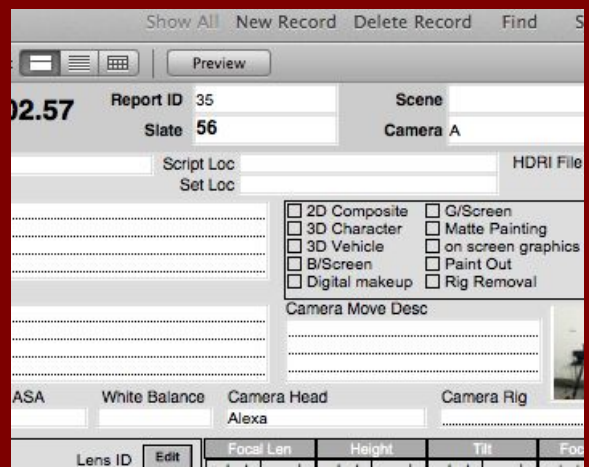 Show All New Record Delete Record Find S
Preview
02.57 Report ID 35 Scene
Slate 56 Camera A
Script Loc HDRI File
Set Loc
2D Composite G/Screen
3D Character Matte Painting
3D Vehicle on screen graphics
B/Screen Paint Out
Digital makeup Rig Removal
Camera Move Desc
ASA White Balance Camera Head Camera Rig
Alexa
Lens ID Edit Focal Len Height Tilt Foc